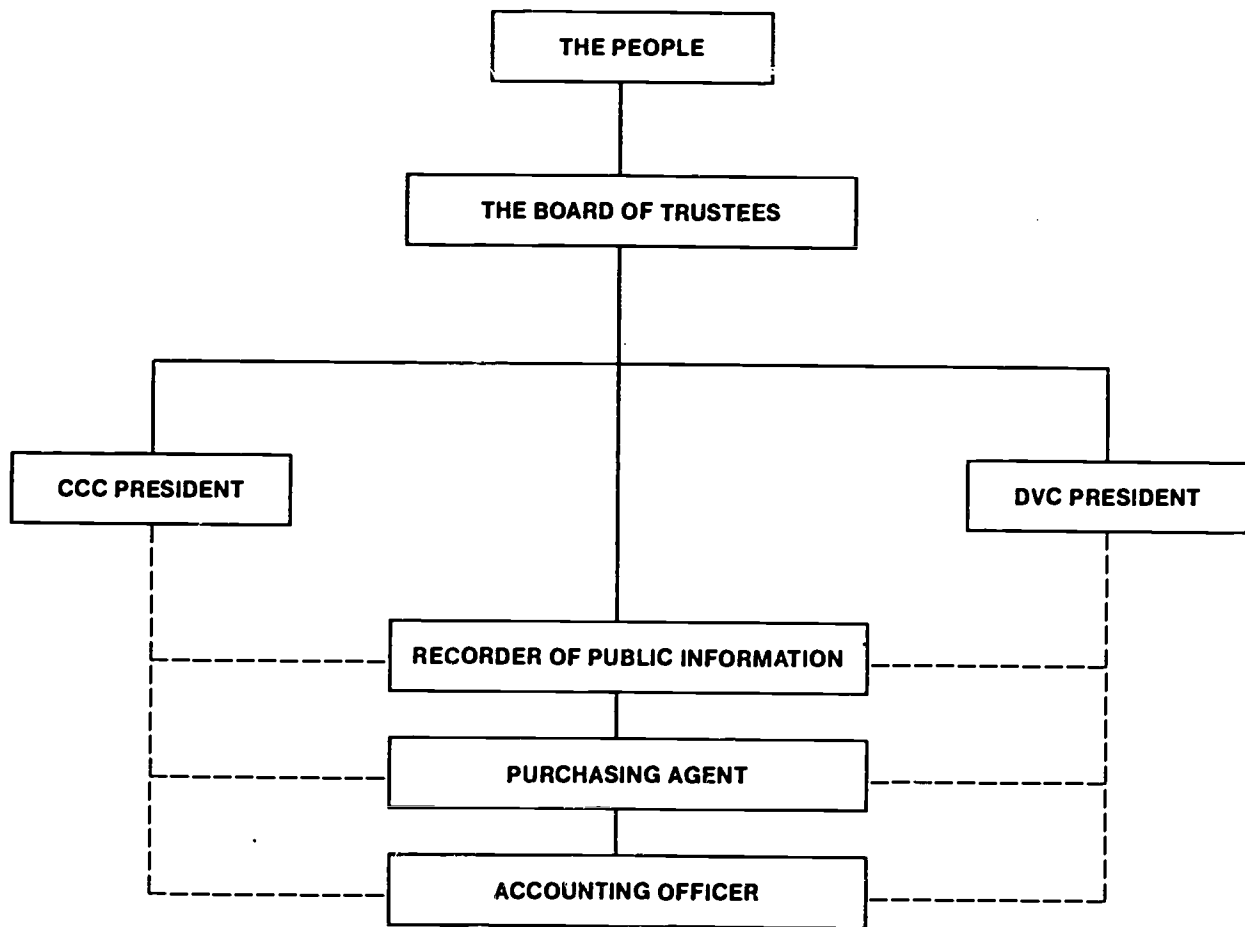 THE PEOPLE
THE BOARD OF TRUSTEES
CCC PRESIDENT
DVC PRESIDENT
RECORDER OF PUBLIC INFORMATION
PURCHASING AGENT
ACCOUNTING OFFICER